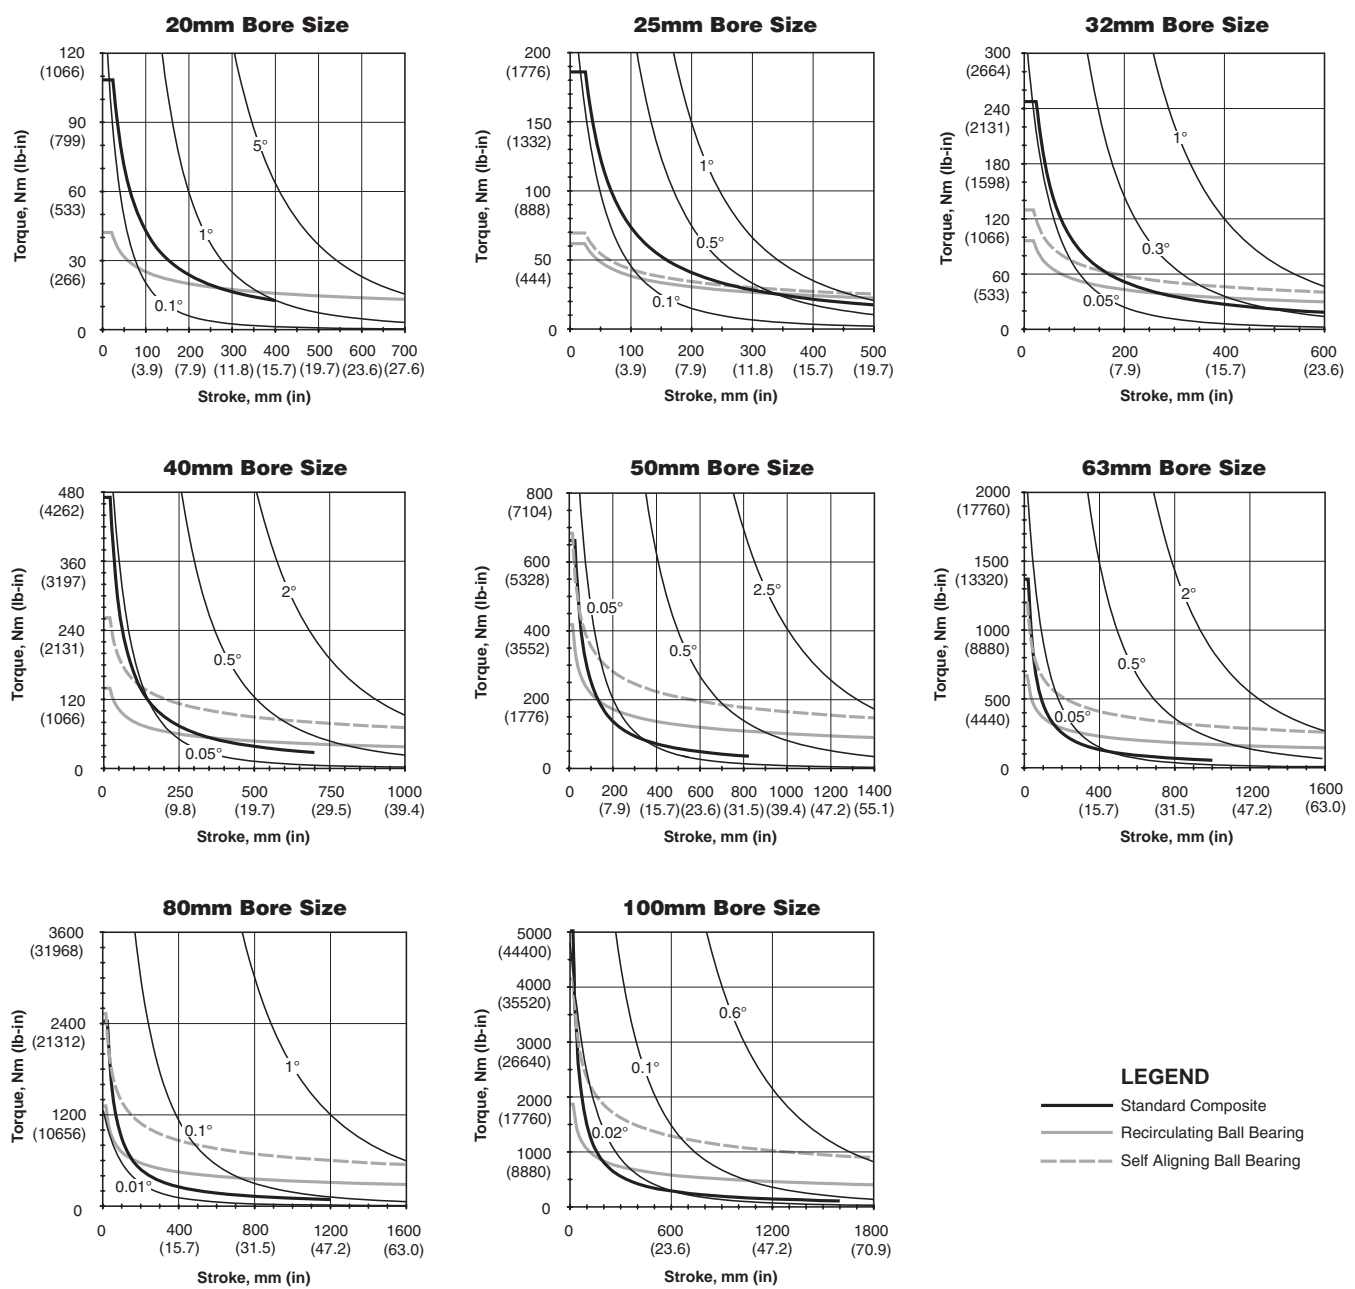 20mm Bore Size
Torque, Nm (lb-in)
120
(1066)
90
(799)
60
(533)
30
(266)
0
5°
1°
0.1°
0 100 200 300 400 500 600 700
(3.9) (7.9) (11.8) (15.7) (19.7) (23.6) (27.6)
Stroke, mm (in)
25mm Bore Size
Torque, Nm (lb-in)
200
(1776)
150
(1332)
100
(888)
50
(444)
0
1°
0.5°
0.1°
0 100 200 300 400 500
(3.9) (7.9) (11.8) (15.7) (19.7)
Stroke, mm (in)
32mm Bore Size
Torque, Nm (lb-in)
300
(2664)
240
(2131)
180
(1598)
120
(1066)
60
(533)
0
1°
0.3°
0.05°
0 200 400 600
(7.9) (15.7) (23.6)
Stroke, mm (in)
40mm Bore Size
Torque, Nm (lb-in)
480
(4262)
360
(3197)
240
(2131)
120
(1066)
0
2°
0.5°
0.05°
0 250 500 750 1000
(9.8) (19.7) (29.5) (39.4)
Stroke, mm (in)
50mm Bore Size
Torque, Nm (lb-in)
800
(7104)
600
(5328)
400
(3552)
200
(1776)
0
2.5°
0.05°
0.5°
0 200 400 600 800 1000 1200 1400
(7.9) (15.7) (23.6) (31.5) (39.4) (47.2) (55.1)
Stroke, mm (in)
63mm Bore Size
Torque, Nm (lb-in)
2000
(17760)
1500
(13320)
1000
(8880)
500
(4440)
0
2°
0.5°
0.05°
0 400 800 1200 1600
(15.7) (31.5) (47.2) (63.0)
Stroke, mm (in)
80mm Bore Size
Torque, Nm (lb-in)
3600
(31968)
2400
(21312)
1200
(10656)
0
1°
0.1°
0.01°
0 400 800 1200 1600
(15.7) (31.5) (47.2) (63.0)
Stroke, mm (in)
100mm Bore Size
Torque, Nm (lb-in)
5000
(44400)
4000
(35520)
3000
(26640)
2000
(17760)
1000
(8880)
0
0.6°
0.1°
0.02°
0 600 1200 1800
(23.6) (47.2) (70.9)
Stroke, mm (in)
LEGEND
Standard Composite
Recirculating Ball Bearing
Self Aligning Ball Bearing